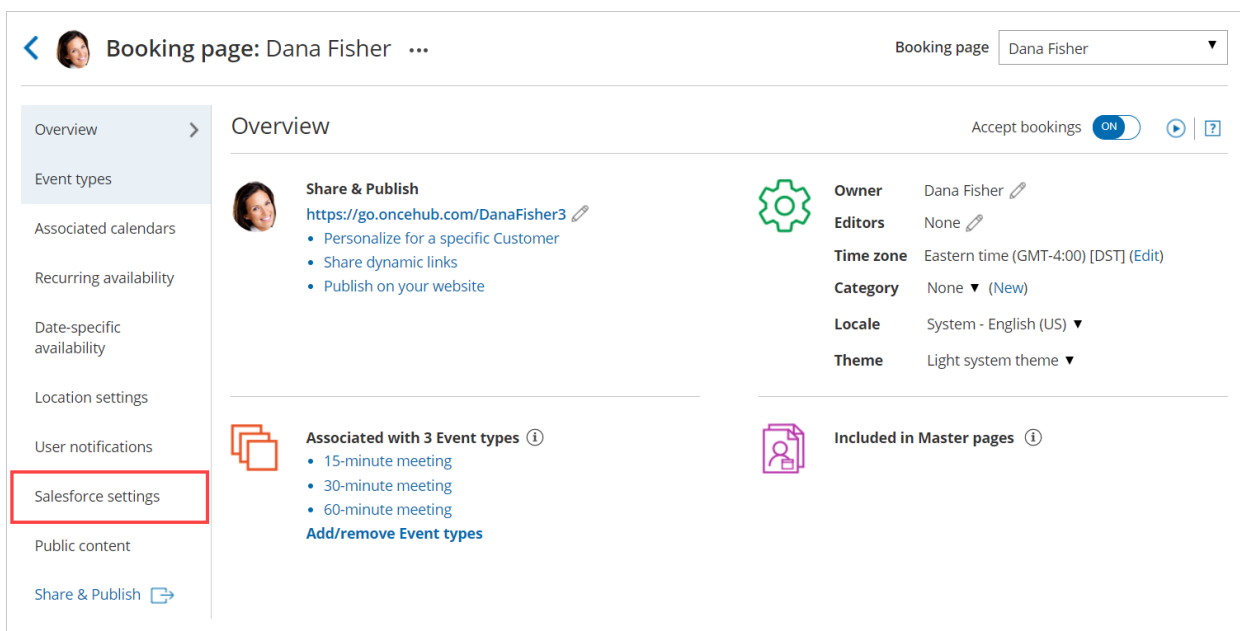 Booking page: Dana Fisher ...
Booking page Dana Fisher
Overview
Event types
Associated calendars
Recurring availability
Date-specific
availability
Location settings
User notifications
Salesforce settings
Public content
Share & Publish
Overview
Accept bookings ON
Share & Publish
https://go.oncehub.com/DanaFisher3
• Personalize for a specific Customer
• Share dynamic links
• Publish on your website
Owner Dana Fisher
Editors None
Time zone Eastern time (GMT-4:00) [DST] (Edit)
Category None ▼ (New)
Locale System - English (US) ▼
Theme Light system theme ▼
Associated with 3 Event types
• 15-minute meeting
• 30-minute meeting
• 60-minute meeting
Add/remove Event types
Included in Master pages